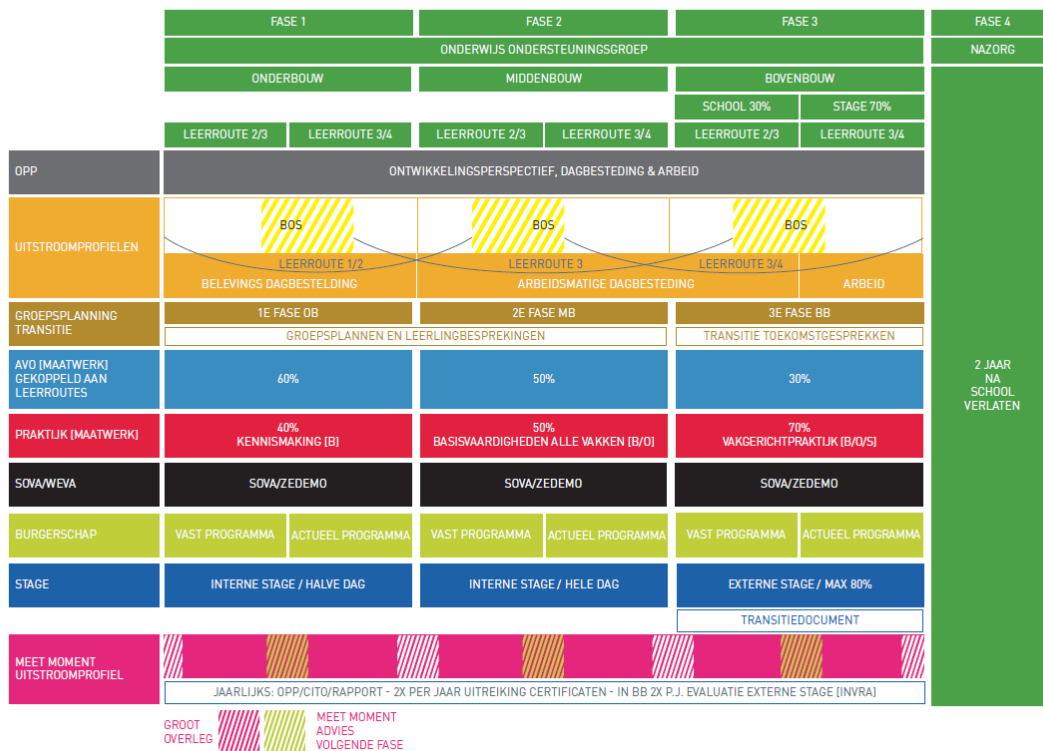 FASE 1
FASE 2
FASE 3
FASE 4
ONDERWIJS ONDERSTEUNINGSGROEP
NAZORG
ONDERBOUW
MIDDENBOUW
BOVENBOUW
SCHOOL 30%
STAGE 70%
LEERROUTE 2/3
LEERROUTE 3/4
LEERROUTE 2/3
LEERROUTE 3/4
LEERROUTE 2/3
LEERROUTE 3/4
OPP
ONTWIKKELINGSPERSPECTIEF, DAGBESTEDING & ARBEID
UITSTROOMPROFIELEN
BOS
BOS
BOS
LEERROUTE 1/2
LEERROUTE 3
LEERROUTE 3/4
BELEVINGS DAGBESTELDING
ARBEIDSMATIGE DAGBESTEDING
ARBEID
GROEPSPLANNING
TRANSITIE
1E FASE OB
2E FASE MB
3E FASE BB
GROEPSPLANNEN EN LEERLINGBESPREKINGEN
TRANSITIE TOEKOMSTGESPREKKEN
AVO [MAATWERK]
GEKOPPELD AAN
LEERROUTES
60%
50%
30%
2 JAAR
NA
SCHOOL
VERLATEN
PRAKTIJK [MAATWERK]
40%
KENNISMAKING [B]
50%
BASISVAARDIGHEDEN ALLE VAKKEN [B/O]
70%
VAKGERICHTPRAKTIJK [B/O/S]
SOVA/WEVA
SOVA/ZEDEMO
SOVA/ZEDEMO
SOVA/ZEDEMO
BURGERSCHAP
VAST PROGRAMMA
ACTUEEL PROGRAMMA
VAST PROGRAMMA
ACTUEEL PROGRAMMA
VAST PROGRAMMA
ACTUEEL PROGRAMMA
STAGE
INTERNE STAGE / HALVE DAG
INTERNE STAGE / HELE DAG
EXTERNE STAGE / MAX 80%
TRANSITIEDOCUMENT
MEET MOMENT
UITSTROOMPROFIEL
JAARLIJKS: OPP/CITO/RAPPORT - 2X PER JAAR UITREIKING CERTIFICATEN - IN BB 2X P.J. EVALUATIE EXTERNE STAGE [INVRA]
GROOT
OVERLEG
MEET MOMENT
ADVIES
VOLGENDE FASE